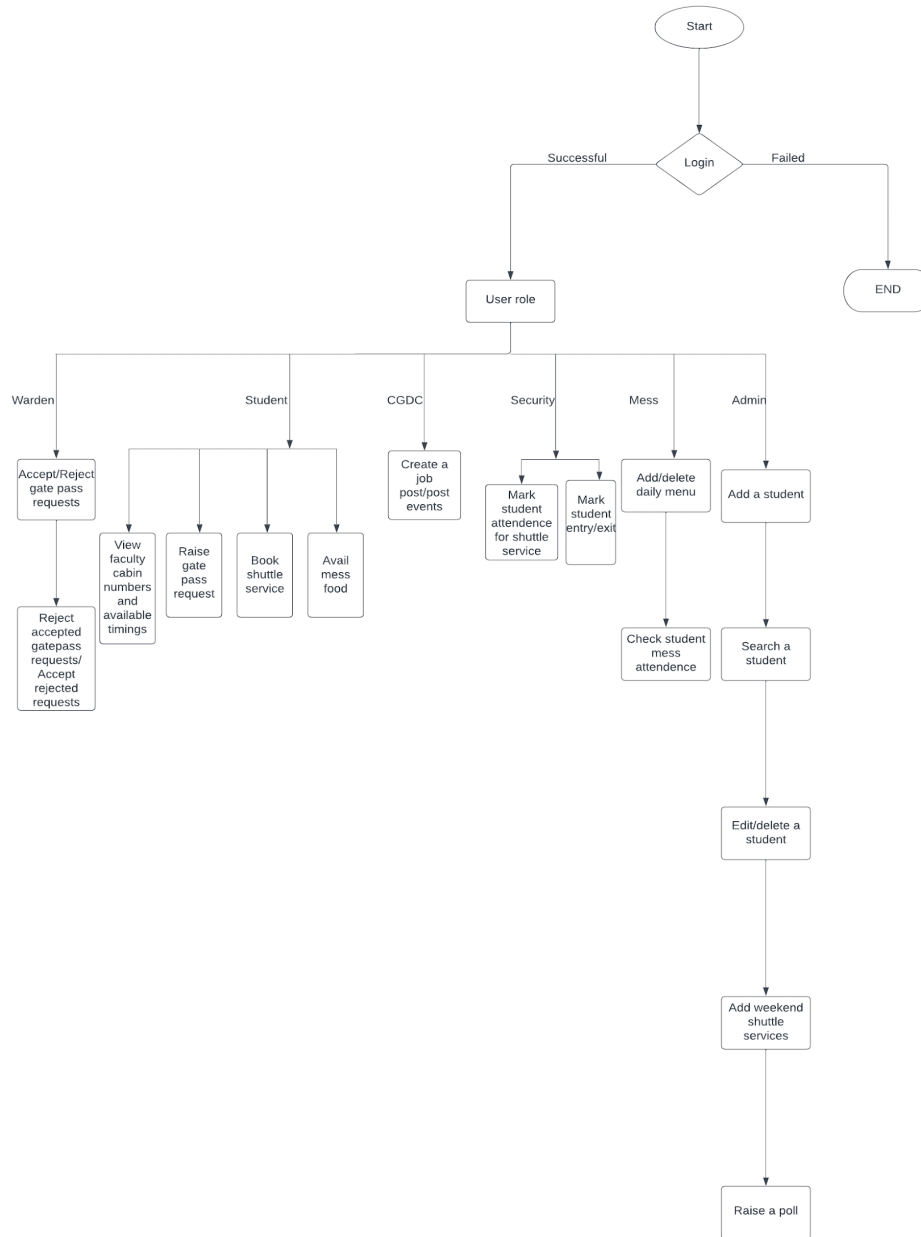 Start
Login
Successful
Failed
User role
END
Warden
Student
CGDC
Security
Mess
Admin
Accept/Reject
gate pass
requests
Reject
accepted
gatepass
requests/
Accept
rejected
requests
View
faculty
cabin
numbers
and
available
timings
Raise
gate
pass
request
Book
shuttle
service
Avail
mess
food
Create a
job
post/post
events
Mark
student
attendence
for shuttle
service
Mark
student
entry/exit
Add/delete
daily menu
Check student
mess
attendence
Add a student
Search a
student
Edit/delete a
student
Add weekend
shuttle
services
Raise a poll